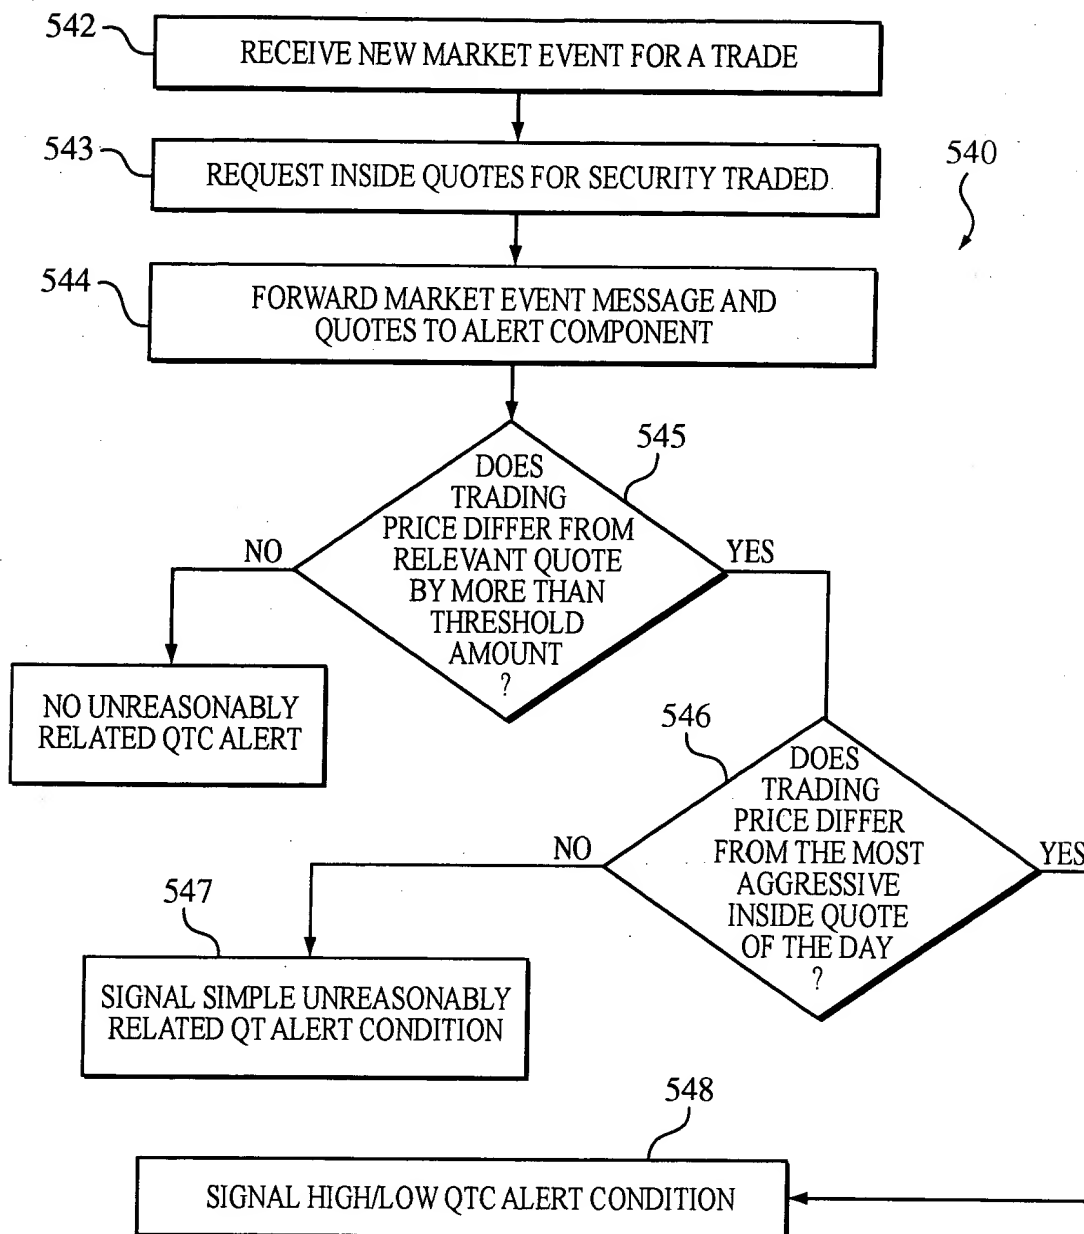 542
RECEIVE NEW MARKET EVENT FOR A TRADE
543
REQUEST INSIDE QUOTES FOR SECURITY TRADED
540
544
FORWARD MARKET EVENT MESSAGE AND
QUOTES TO ALERT COMPONENT
545
DOES
TRADING
PRICE DIFFER FROM
RELEVANT QUOTE
BY MORE THAN
THRESHOLD
AMOUNT
?
NO
YES
NO UNREASONABLY
RELATED QTC ALERT
546
DOES
TRADING
PRICE DIFFER
FROM THE MOST
AGGRESSIVE
INSIDE QUOTE
OF THE DAY
?
NO
YES
547
SIGNAL SIMPLE UNREASONABLY
RELATED QT ALERT CONDITION
548
SIGNAL HIGH/LOW QTC ALERT CONDITION